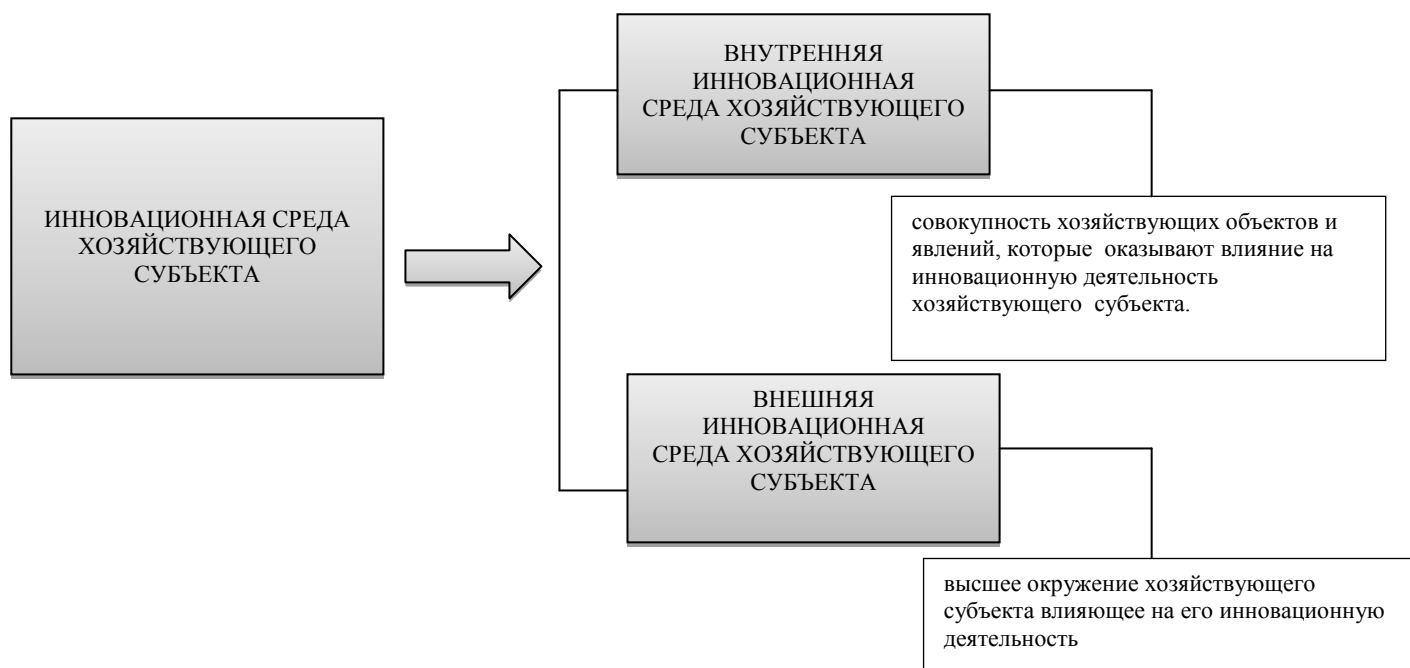 ИННОВАЦИОННАЯ СРЕДА
ХОЗЯЙСТВУЮЩЕГО
СУБЪЕКТА
ВНУТРЕННЯЯ
ИННОВАЦИОННАЯ
СРЕДА ХОЗЯЙСТВУЮЩЕГО
СУБЪЕКТА
совокупность хозяйствующих объектов и
явлений, которые оказывают влияние на
инновационную деятельность
хозяйствующего субъекта.
ВНЕШНЯЯ
ИННОВАЦИОННАЯ
СРЕДА ХОЗЯЙСТВУЮЩЕГО
СУБЪЕКТА
высшее окружение хозяйствующего
субъекта влияющее на его инновационную
деятельность